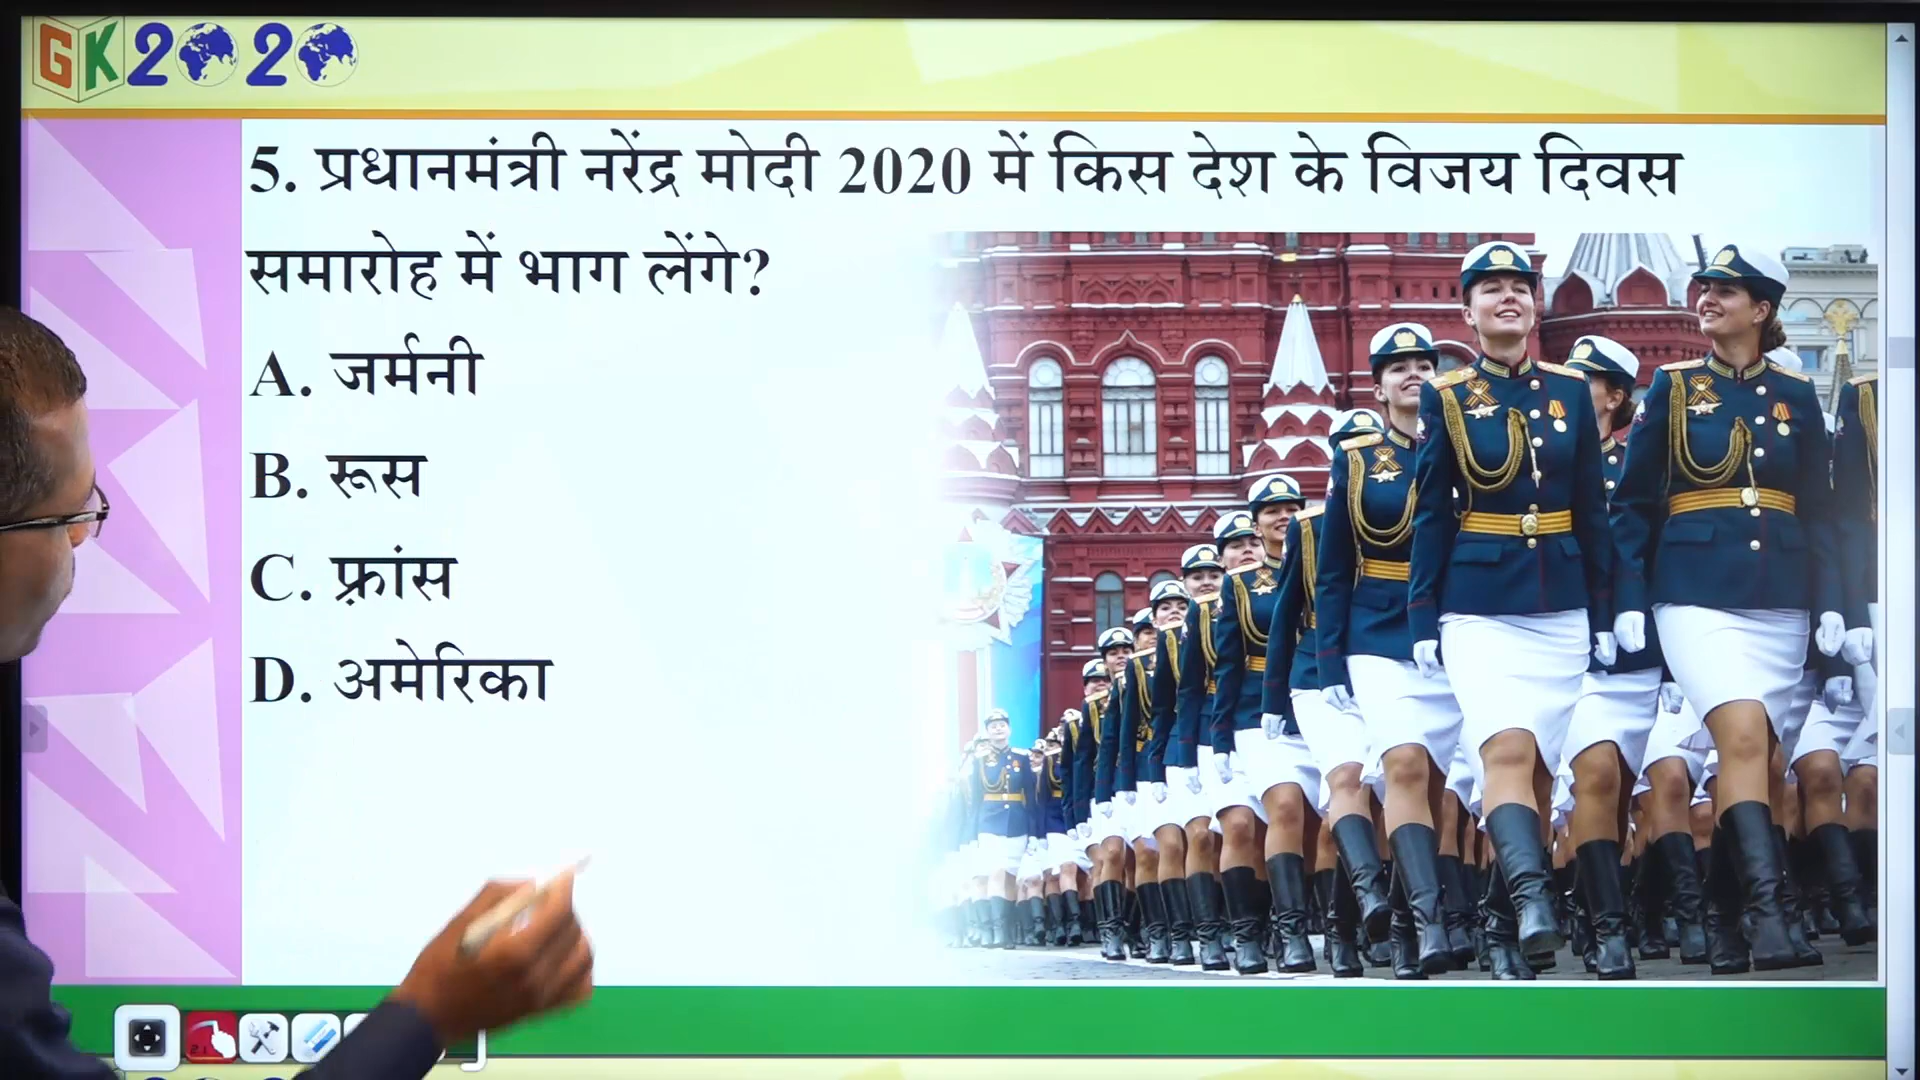 GK2020
5. प्रधानमंत्री नरेंद्र मोदी 2020 में किस देश के विजय दिवस
समारोह में भाग लेंगे?
A. जर्मनी
B. रूस
C. फ़्रांस
D. अमेरिका